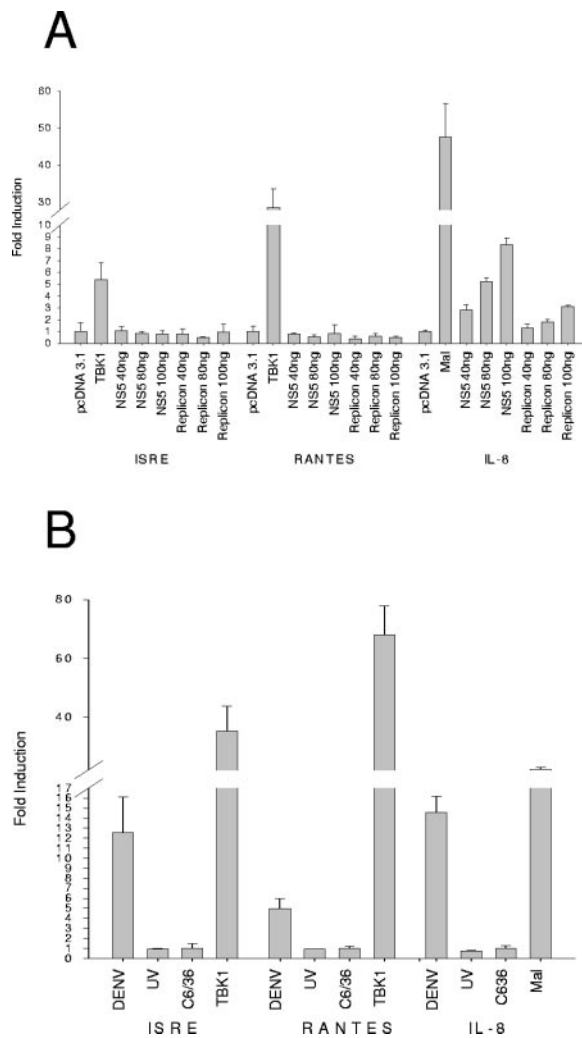 A
Fold Induction
60
50
40
30
10
9
8
7
6
5
4
3
2
1
0
pcDNA 3.1
TBK1
NS5 40ng
NS5 80ng
NS5 100ng
Replicon 40ng
Replicon 80ng
Replicon 100ng
pcDNA 3.1
TBK1
NS5 40ng
NS5 80ng
NS5 100ng
Replicon 40ng
Replicon 80ng
Replicon 100ng
pcDNA 3.1
Mal
NS5 40ng
NS5 80ng
NS5 100ng
Replicon 40ng
Replicon 80ng
Replicon 100ng
ISRE RANTES IL-8
B
Fold Induction
80
60
40
17
16
15
14
13
12
11
10
9
8
7
6
5
4
3
2
1
0
DENV
UV
C6/36
TBK1
DENV
UV
C6/36
TBK1
DENV
UV
C636
Mal
ISRE RANTES IL-8